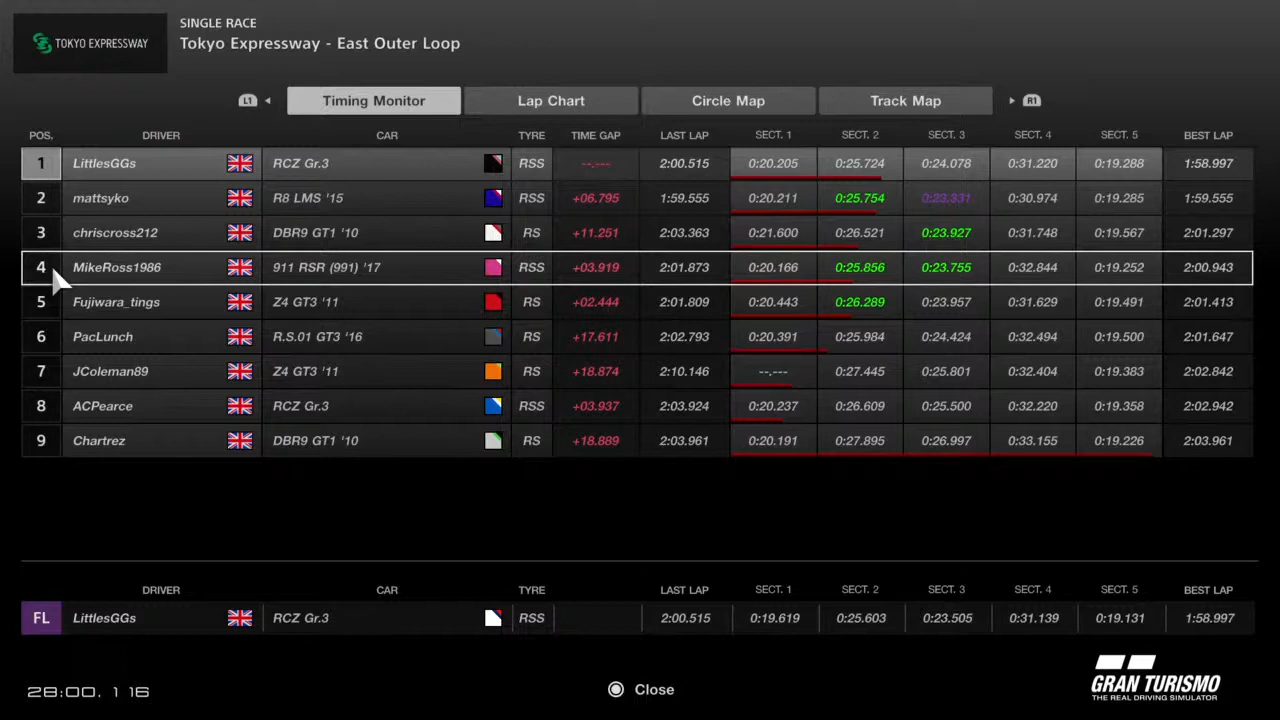 SINGLE RACE
TOKYO EXPRESSWAY
Tokyo Expressway - East Outer Loop
L1 Timing Monitor Lap Chart Circle Map Track Map R1
POS. DRIVER CAR TYRE TIME GAP LAST LAP SECT. 1 SECT. 2 SECT. 3 SECT. 4 SECT. 5 BEST LAP
1 LittlesGGs RCZ Gr.3 RSS --.--- 2:00.515 0:20.205 0:25.724 0:24.078 0:31.220 0:19.288 1:58.997
2 mattsyko R8 LMS '15 RSS +06.795 1:59.555 0:20.211 0:25.754 0:23.331 0:30.974 0:19.285 1:59.555
3 chriscross212 DBR9 GT1 '10 RS +11.251 2:03.363 0:21.600 0:26.521 0:23.927 0:31.748 0:19.567 2:01.297
4 MikeRoss1986 911 RSR (991) '17 RSS +03.919 2:01.873 0:20.166 0:25.856 0:23.755 0:32.844 0:19.252 2:00.943
5 Fujiwara_tings Z4 GT3 '11 RS +02.444 2:01.809 0:20.443 0:26.289 0:23.957 0:31.629 0:19.491 2:01.413
6 PacLunch R.S.01 GT3 '16 RS +17.611 2:02.793 0:20.391 0:25.984 0:24.424 0:32.494 0:19.500 2:01.647
7 JColeman89 Z4 GT3 '11 RS +18.874 2:10.146 --.--- 0:27.445 0:25.801 0:32.404 0:19.383 2:02.842
8 ACPearce RCZ Gr.3 RSS +03.937 2:03.924 0:20.237 0:26.609 0:25.500 0:32.220 0:19.358 2:02.942
9 Chartrez DBR9 GT1 '10 RS +18.889 2:03.961 0:20.191 0:27.895 0:26.997 0:33.155 0:19.226 2:03.961
DRIVER CAR TYRE LAST LAP SECT. 1 SECT. 2 SECT. 3 SECT. 4 SECT. 5 BEST LAP
FL LittlesGGs RCZ Gr.3 RSS 2:00.515 0:19.619 0:25.603 0:23.505 0:31.139 0:19.131 1:58.997
28:00.116 Close
GRAN TURISMO
THE REAL DRIVING SIMULATOR